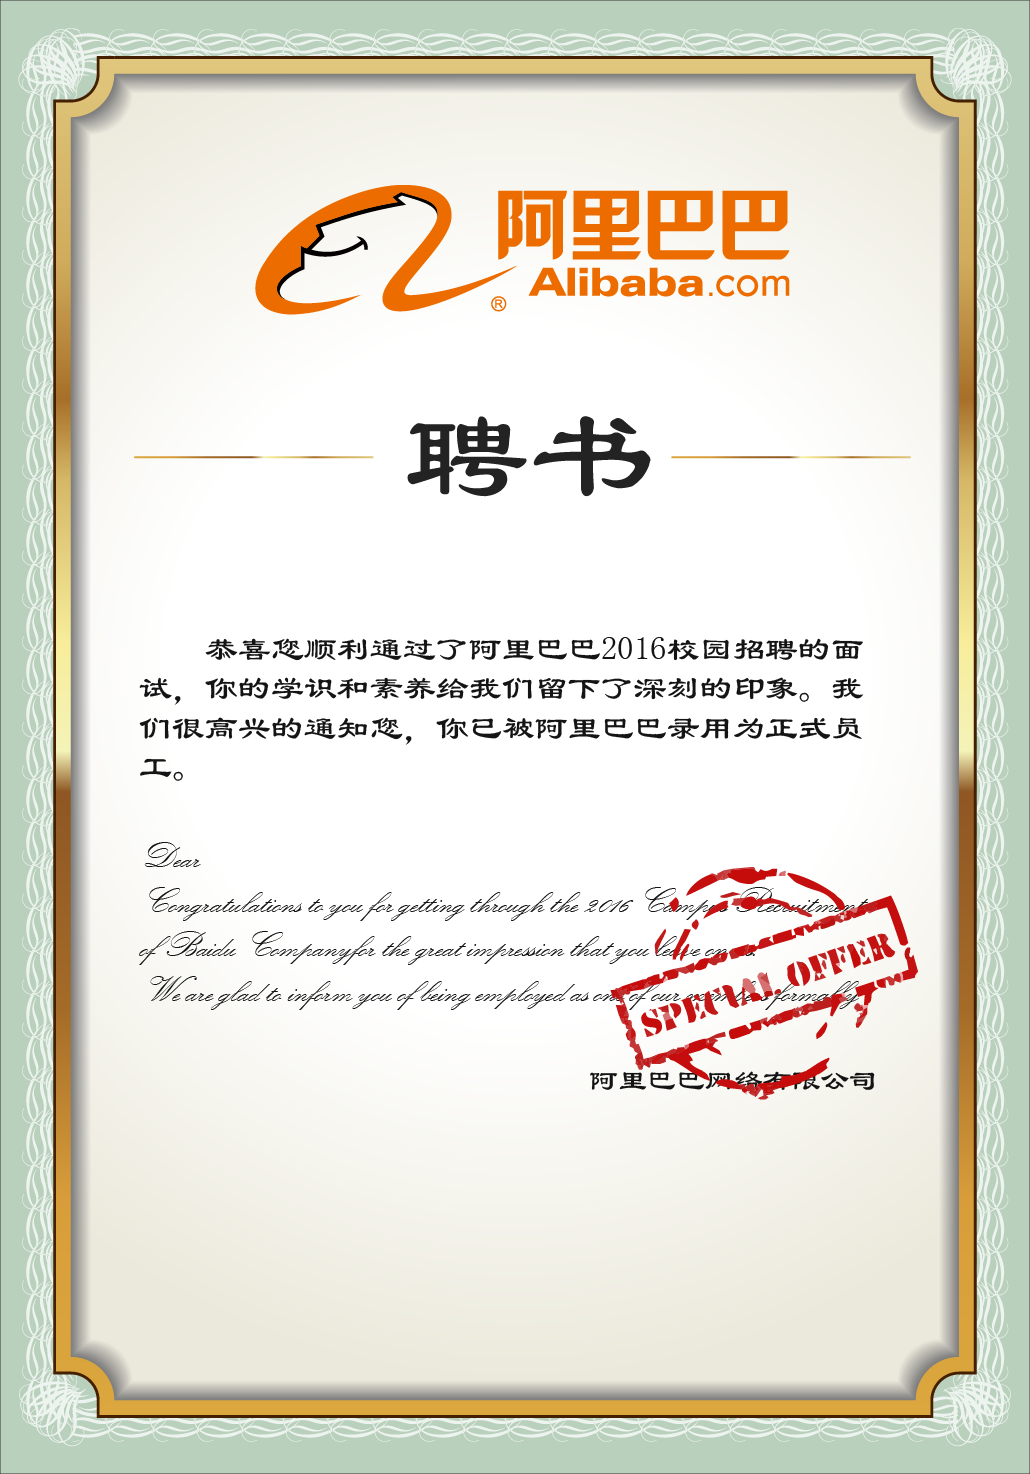 阿里巴巴
Alibaba.com
®
聘书
恭喜您顺利通过了阿里巴巴2016校园招聘的面
试，你的学识和素养给我们留下了深刻的印象。我
们很高兴的通知您，你已被阿里巴巴录用为正式员
工。
Dear
Congratulations to you for getting through the 2016 Campus Recruitment
of Baidu Companyfor the great impression that you leave on us.
We are glad to inform you of being employed as one of our members formally.
SPECIAL OFFER
阿里巴巴网络有限公司